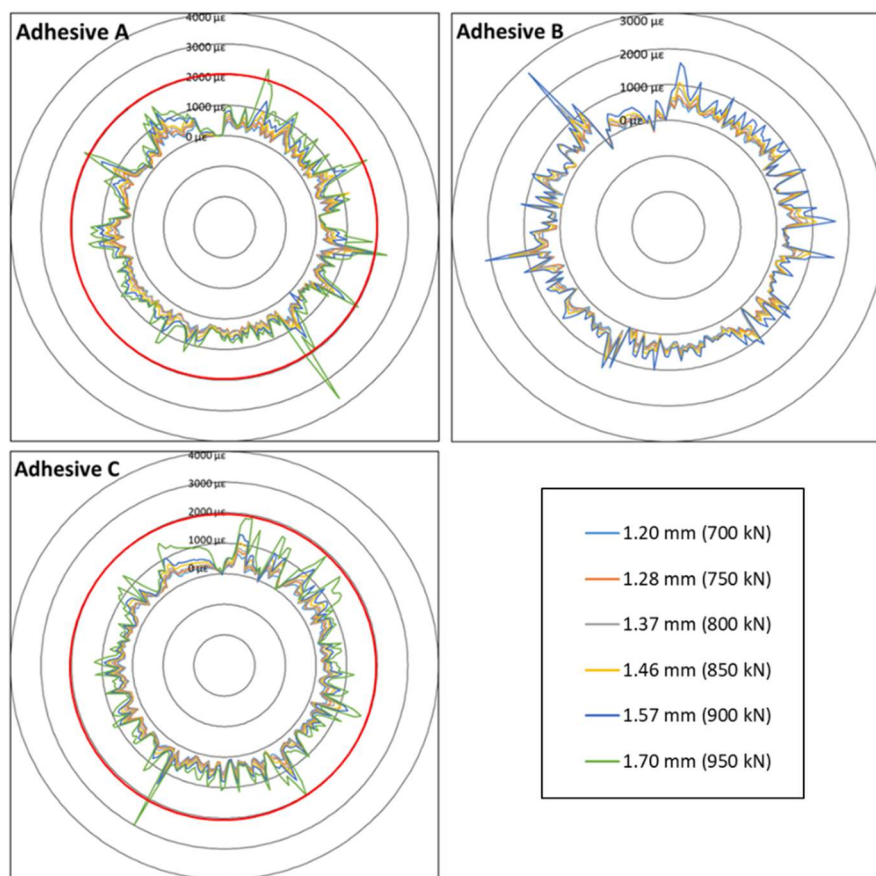 Adhesive A
4000 µε
3000 µε
2000 µε
1000 µε
0 µε
Adhesive B
3000 µε
2000 µε
1000 µε
0 µε
Adhesive C
4000 µε
3000 µε
2000 µε
1000 µε
0 µε
1.20 mm (700 kN)
1.28 mm (750 kN)
1.37 mm (800 kN)
1.46 mm (850 kN)
1.57 mm (900 kN)
1.70 mm (950 kN)